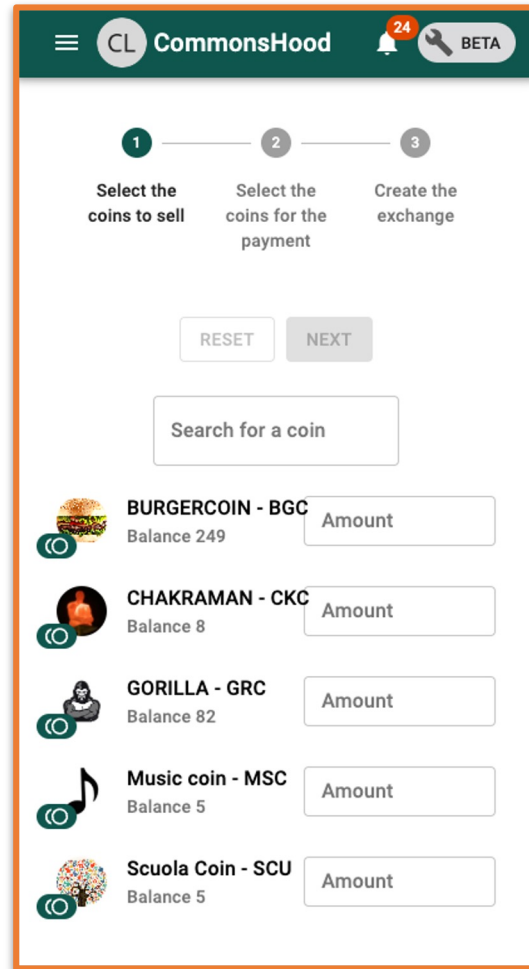 CL CommonsHood 24 BETA
1 2 3
Select the coins to sell
Select the coins for the payment
Create the exchange
RESET NEXT
Search for a coin
BURGERCOIN - BGC
Balance 249
Amount
CHAKRAMAN - CKC
Balance 8
Amount
GORILLA - GRC
Balance 82
Amount
Music coin - MSC
Balance 5
Amount
Scuola Coin - SCU
Balance 5
Amount